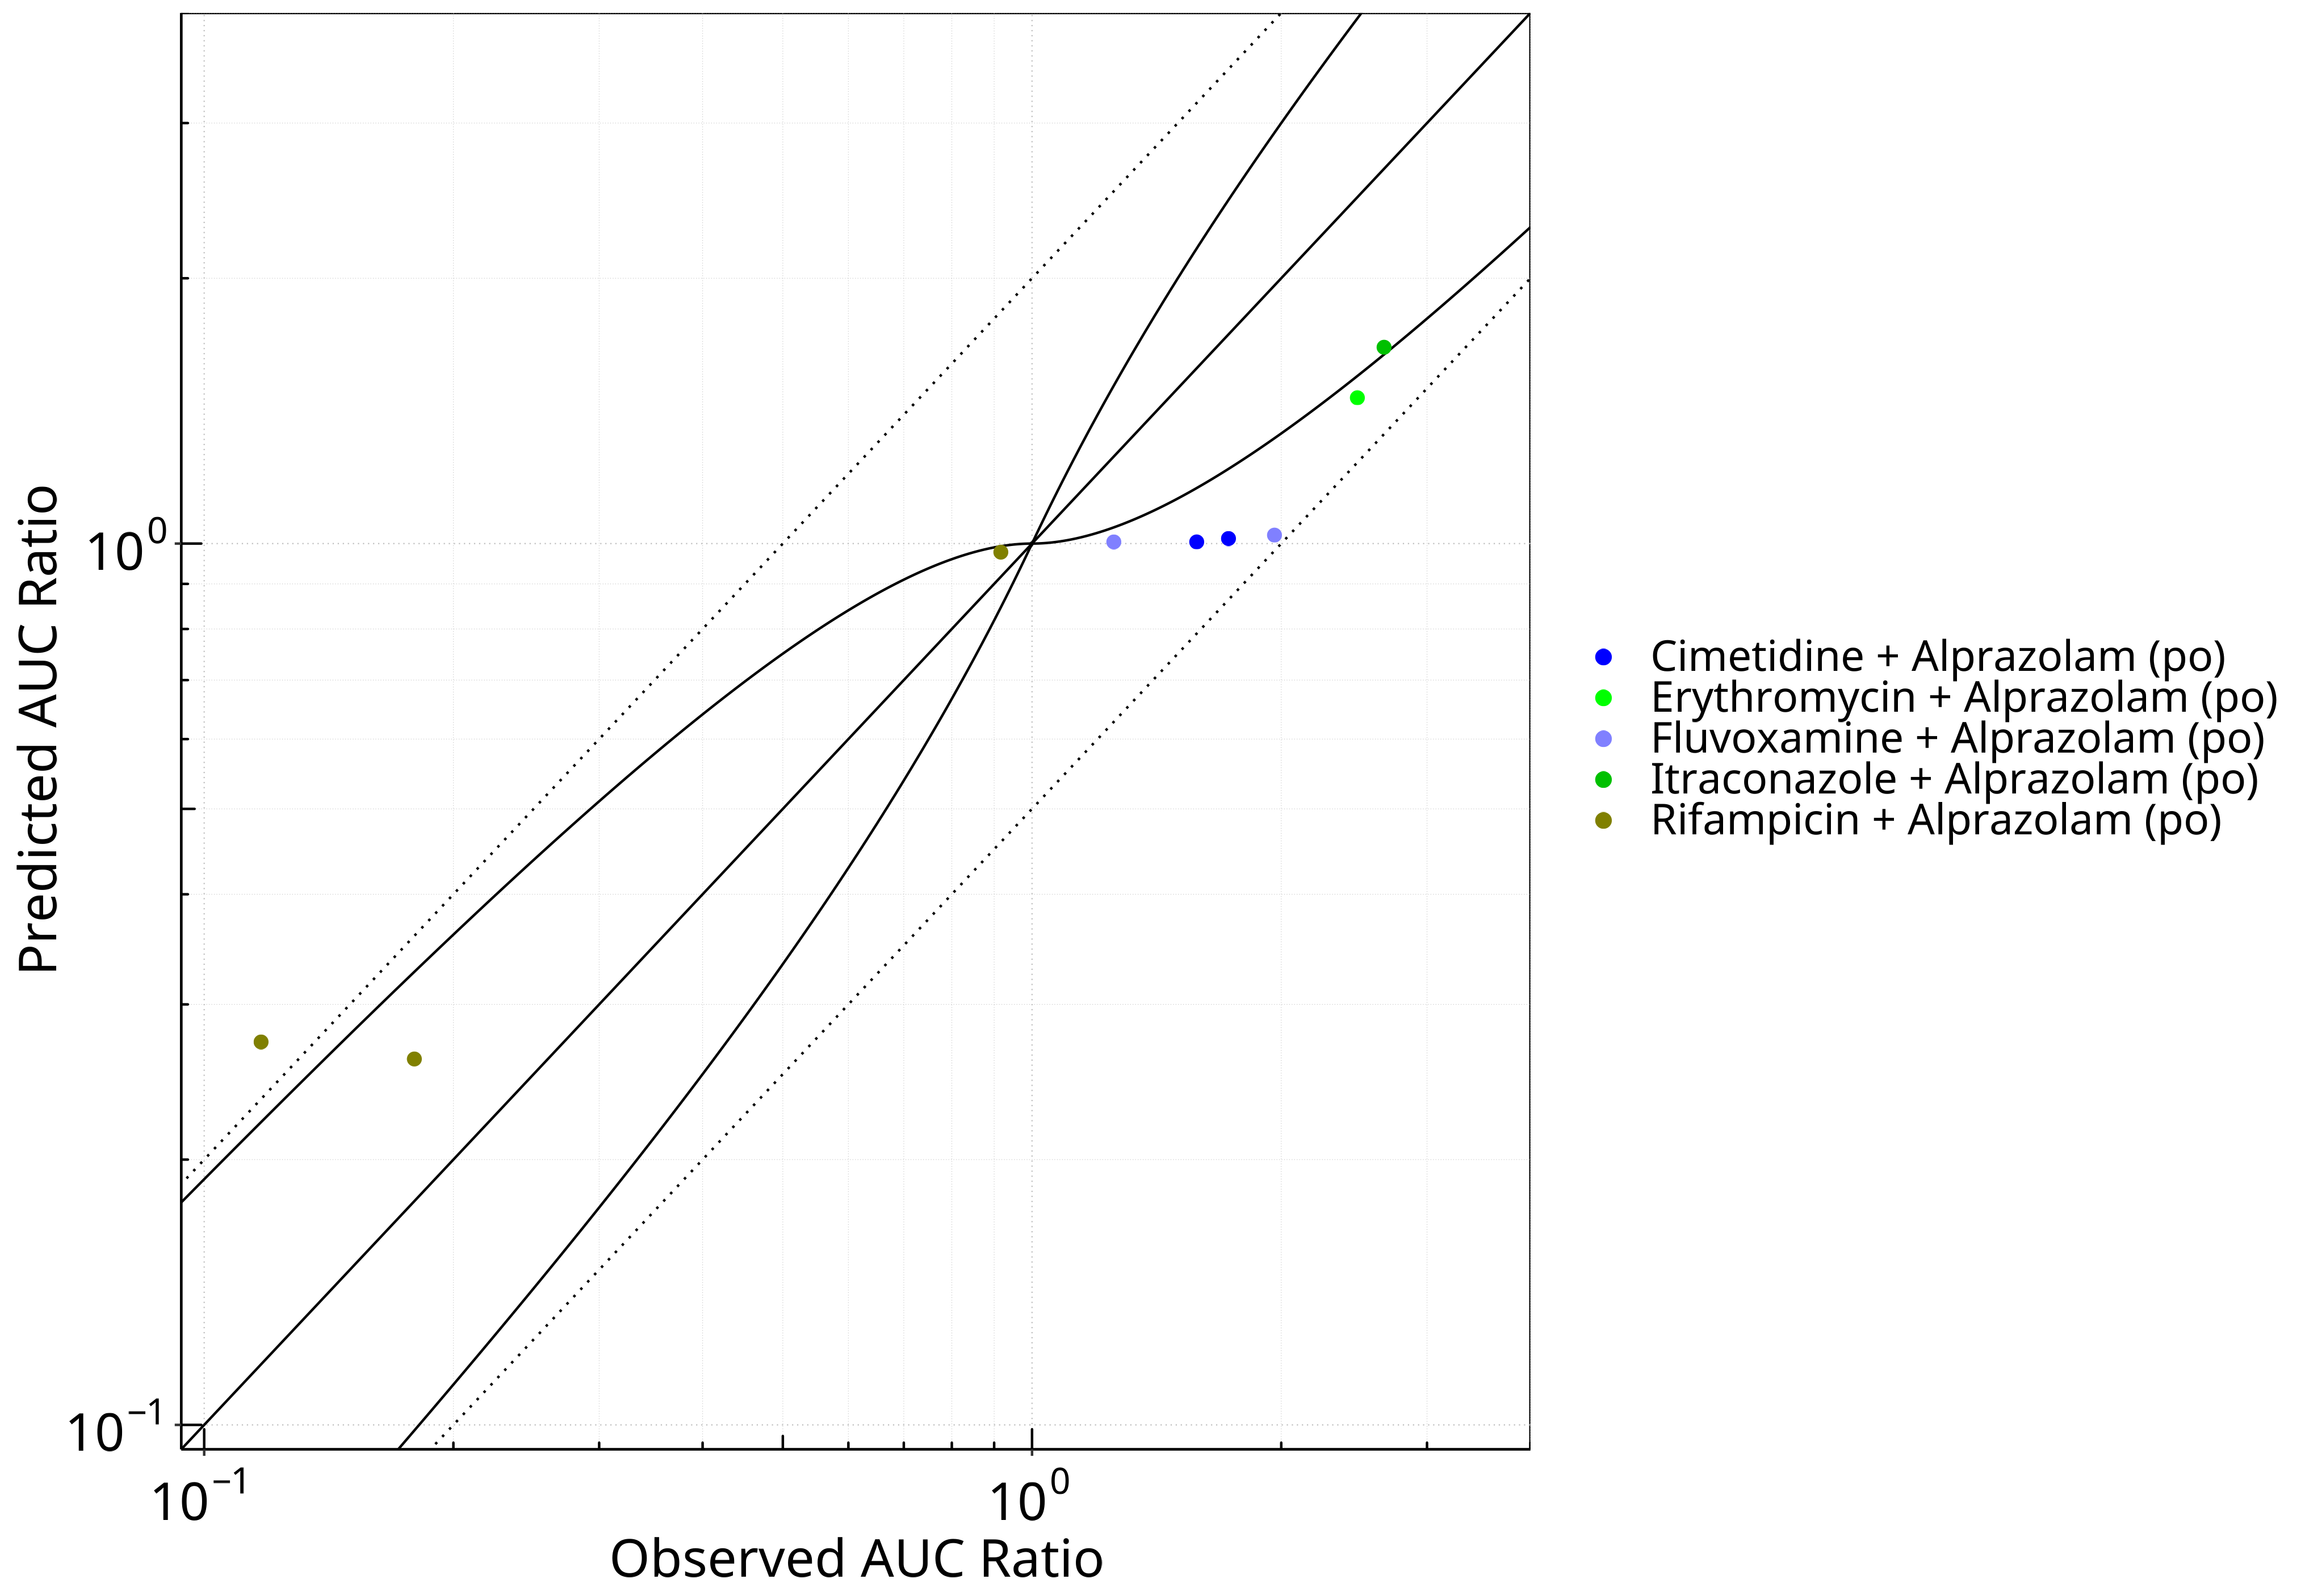 Predicted AUC Ratio
10⁰
10⁻¹
10⁻¹
10⁰
Observed AUC Ratio
Cimetidine + Alprazolam (po)
Erythromycin + Alprazolam (po)
Fluvoxamine + Alprazolam (po)
Itraconazole + Alprazolam (po)
Rifampicin + Alprazolam (po)